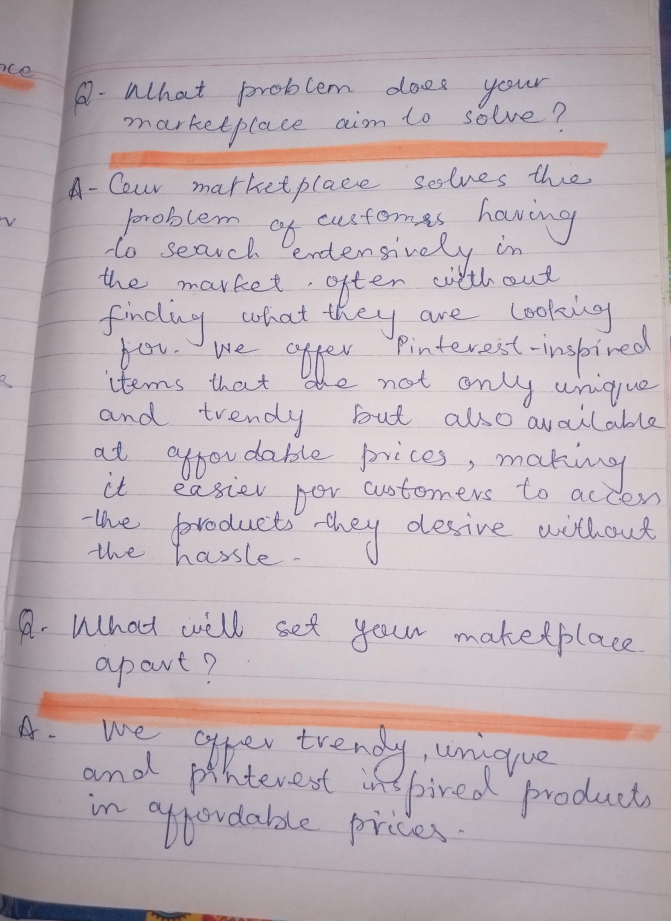 nce
Q- What problem does your
marketplace aim to solve?
A- Our marketplace solves the
problem of customers having
to search entensively in
the market. often without
finding what they are looking
for. We offer Pinterest-inspired
items that are not only unique
and trendy but also available
at affordable prices, making
it easier for customers to access
the products they desire without
the hassle-
Q. What will set your maketplace
apart?
A- We offer trendy, unique
and pinterest inspired products
in affordable prices.